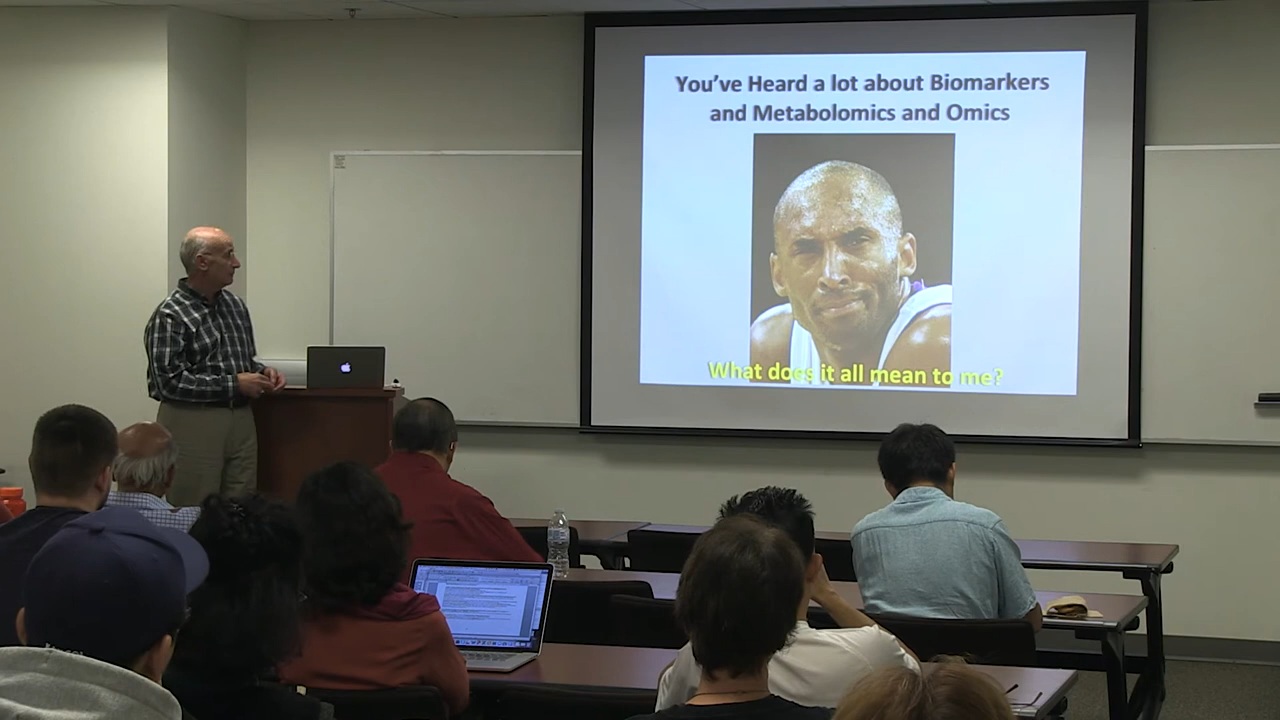 You've Heard a lot about Biomarkers
and Metabolomics and Omics
What does it all mean to me?